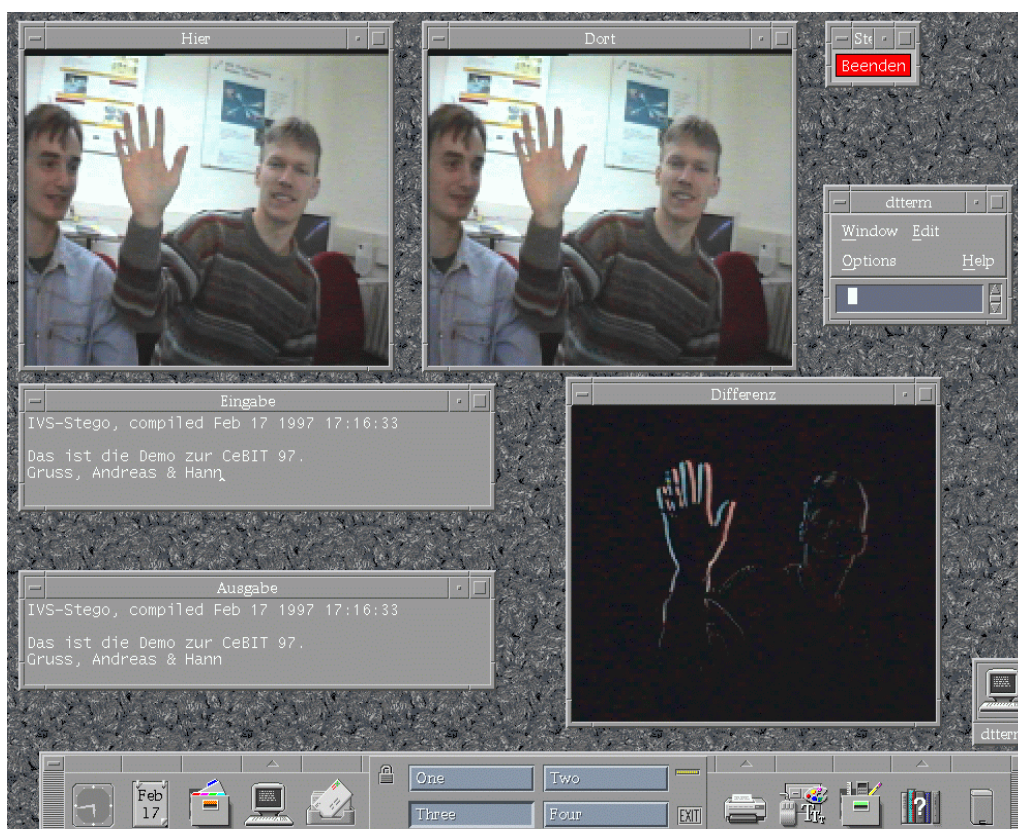 Hier
Dort
Ste
Beenden
dtterm
Window Edit
Options Help
Eingabe
IVS-Stego, compiled Feb 17 1997 17:16:33
Das ist die Demo zur CeBIT 97.
Gruss, Andreas & Hann
Differenz
Ausgabe
IVS-Stego, compiled Feb 17 1997 17:16:33
Das ist die Demo zur CeBIT 97.
Gruss, Andreas & Hann
dtterm
Feb
17
One Two
Three Four
EXIT